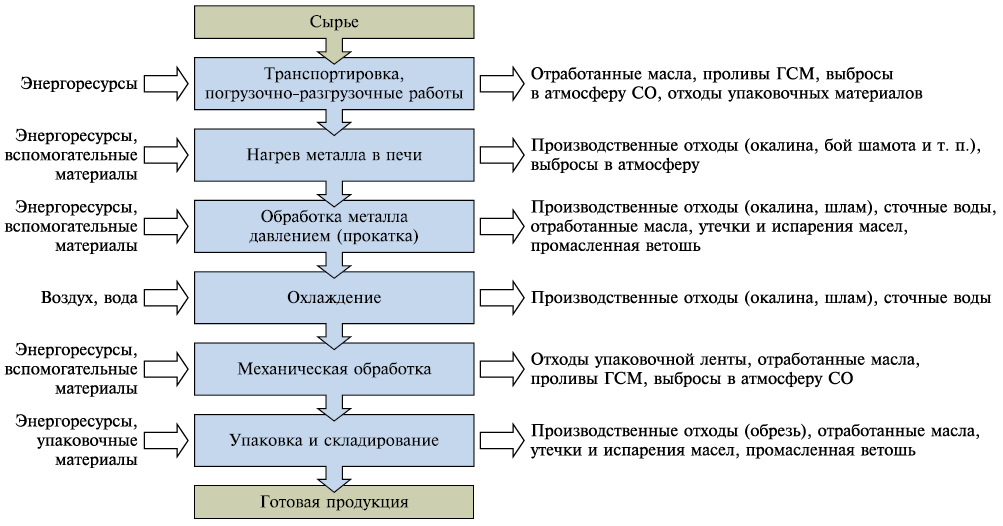 Сырье
Энергоресурсы
Транспортировка,
погрузочно-разгрузочные работы
Отработанные масла, проливы ГСМ, выбросы
в атмосферу СО, отходы упаковочных материалов
Энергоресурсы,
вспомогательные
материалы
Нагрев металла в печи
Производственные отходы (окалина, бой шамота и т. п.),
выбросы в атмосферу
Энергоресурсы,
вспомогательные
материалы
Обработка металла
давлением (прокатка)
Производственные отходы (окалина, шлам), сточные воды,
отработанные масла, утечки и испарения масел,
промасленная ветошь
Воздух, вода
Охлаждение
Производственные отходы (окалина, шлам), сточные воды
Энергоресурсы,
вспомогательные
материалы
Механическая обработка
Отходы упаковочной ленты, отработанные масла,
проливы ГСМ, выбросы в атмосферу СО
Энергоресурсы,
упаковочные
материалы
Упаковка и складирование
Производственные отходы (обрезь), отработанные масла,
утечки и испарения масел, промасленная ветошь
Готовая продукция